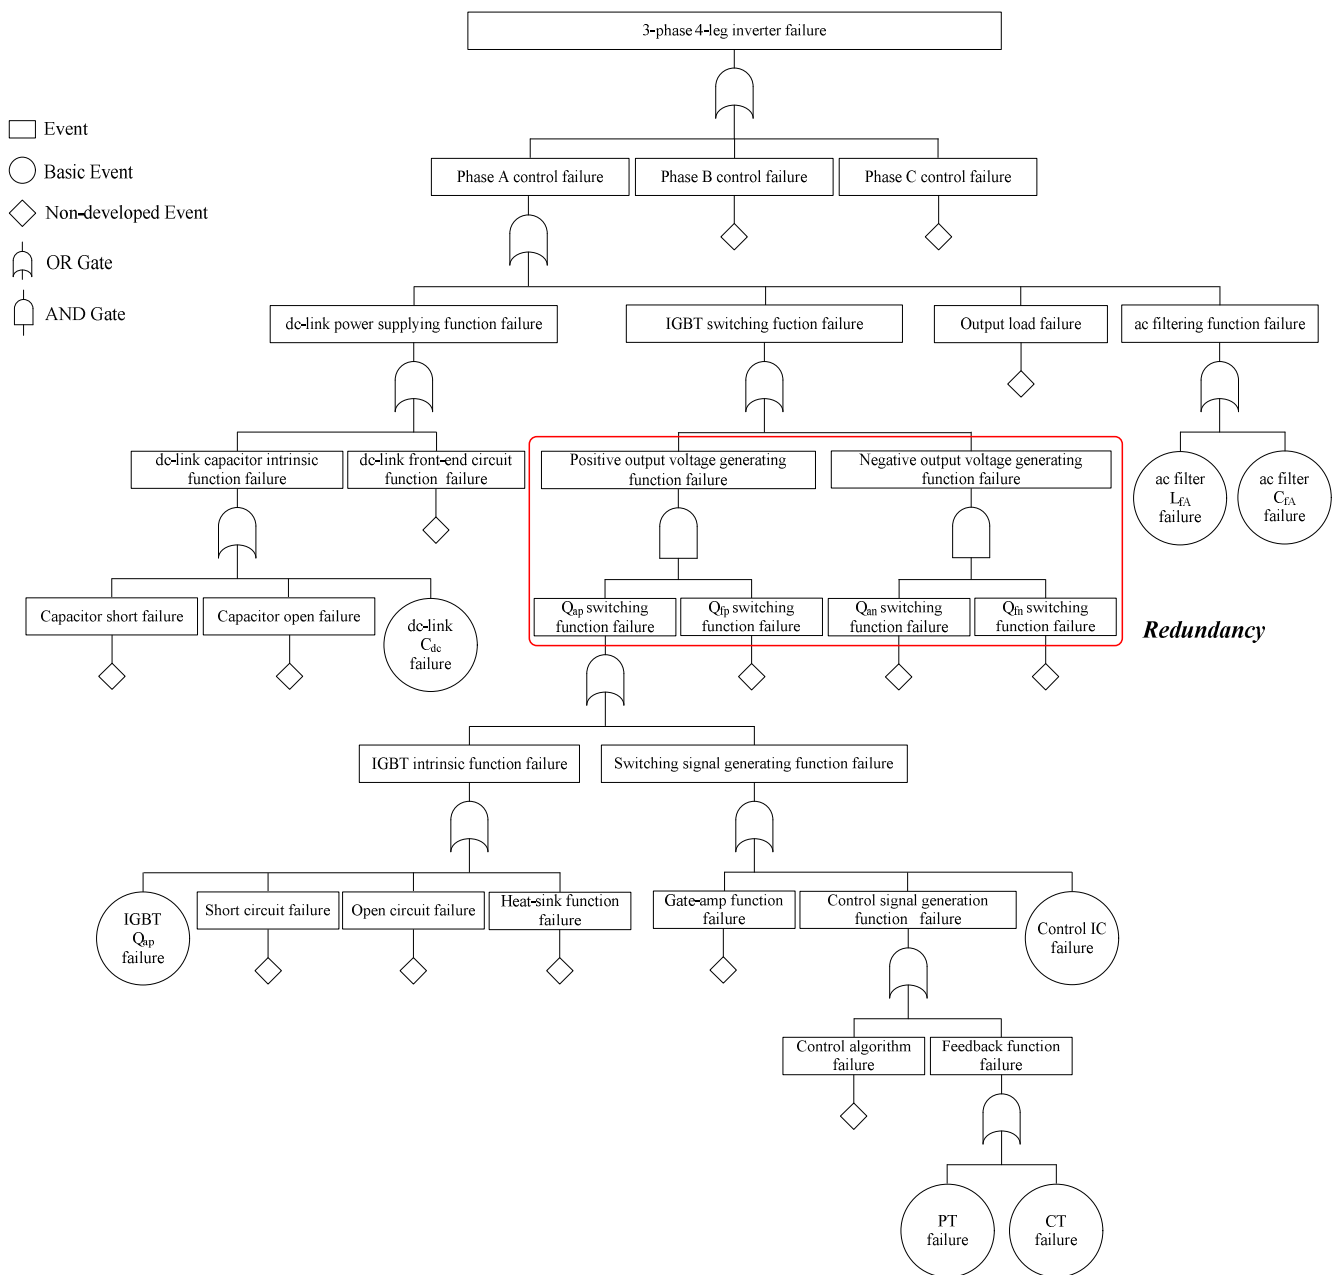 3-phase 4-leg inverter failure
Event
Basic Event
Non-developed Event
OR Gate
AND Gate
Phase A control failure
Phase B control failure
Phase C control failure
dc-link power supplying function failure
IGBT switching fuction failure
Output load failure
ac filtering function failure
dc-link capacitor intrinsic
function failure
dc-link front-end circuit
function failure
Positive output voltage generating
function failure
Negative output voltage generating
function failure
ac filter
LfA
failure
ac filter
CfA
failure
Capacitor short failure
Capacitor open failure
dc-link
Cdc
failure
Qap switching
function failure
Qfp switching
function failure
Qan switching
function failure
Qfn switching
function failure
Redundancy
IGBT intrinsic function failure
Switching signal generating function failure
IGBT
Qap
failure
Short circuit failure
Open circuit failure
Heat-sink function
failure
Gate-amp function
failure
Control signal generation
function failure
Control IC
failure
Control algorithm
failure
Feedback function
failure
PT
failure
CT
failure